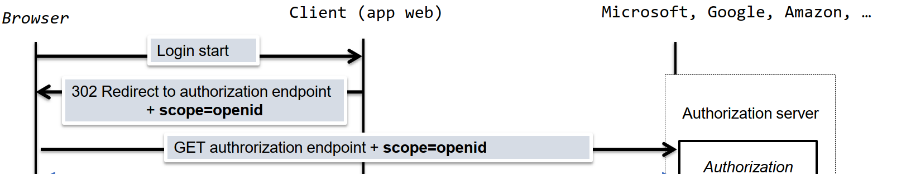 Browser
Client (app web)
Microsoft, Google, Amazon, …
Login start
302 Redirect to authorization endpoint
+ scope=openid
Authorization server
GET authrorization endpoint + scope=openid
Authorization